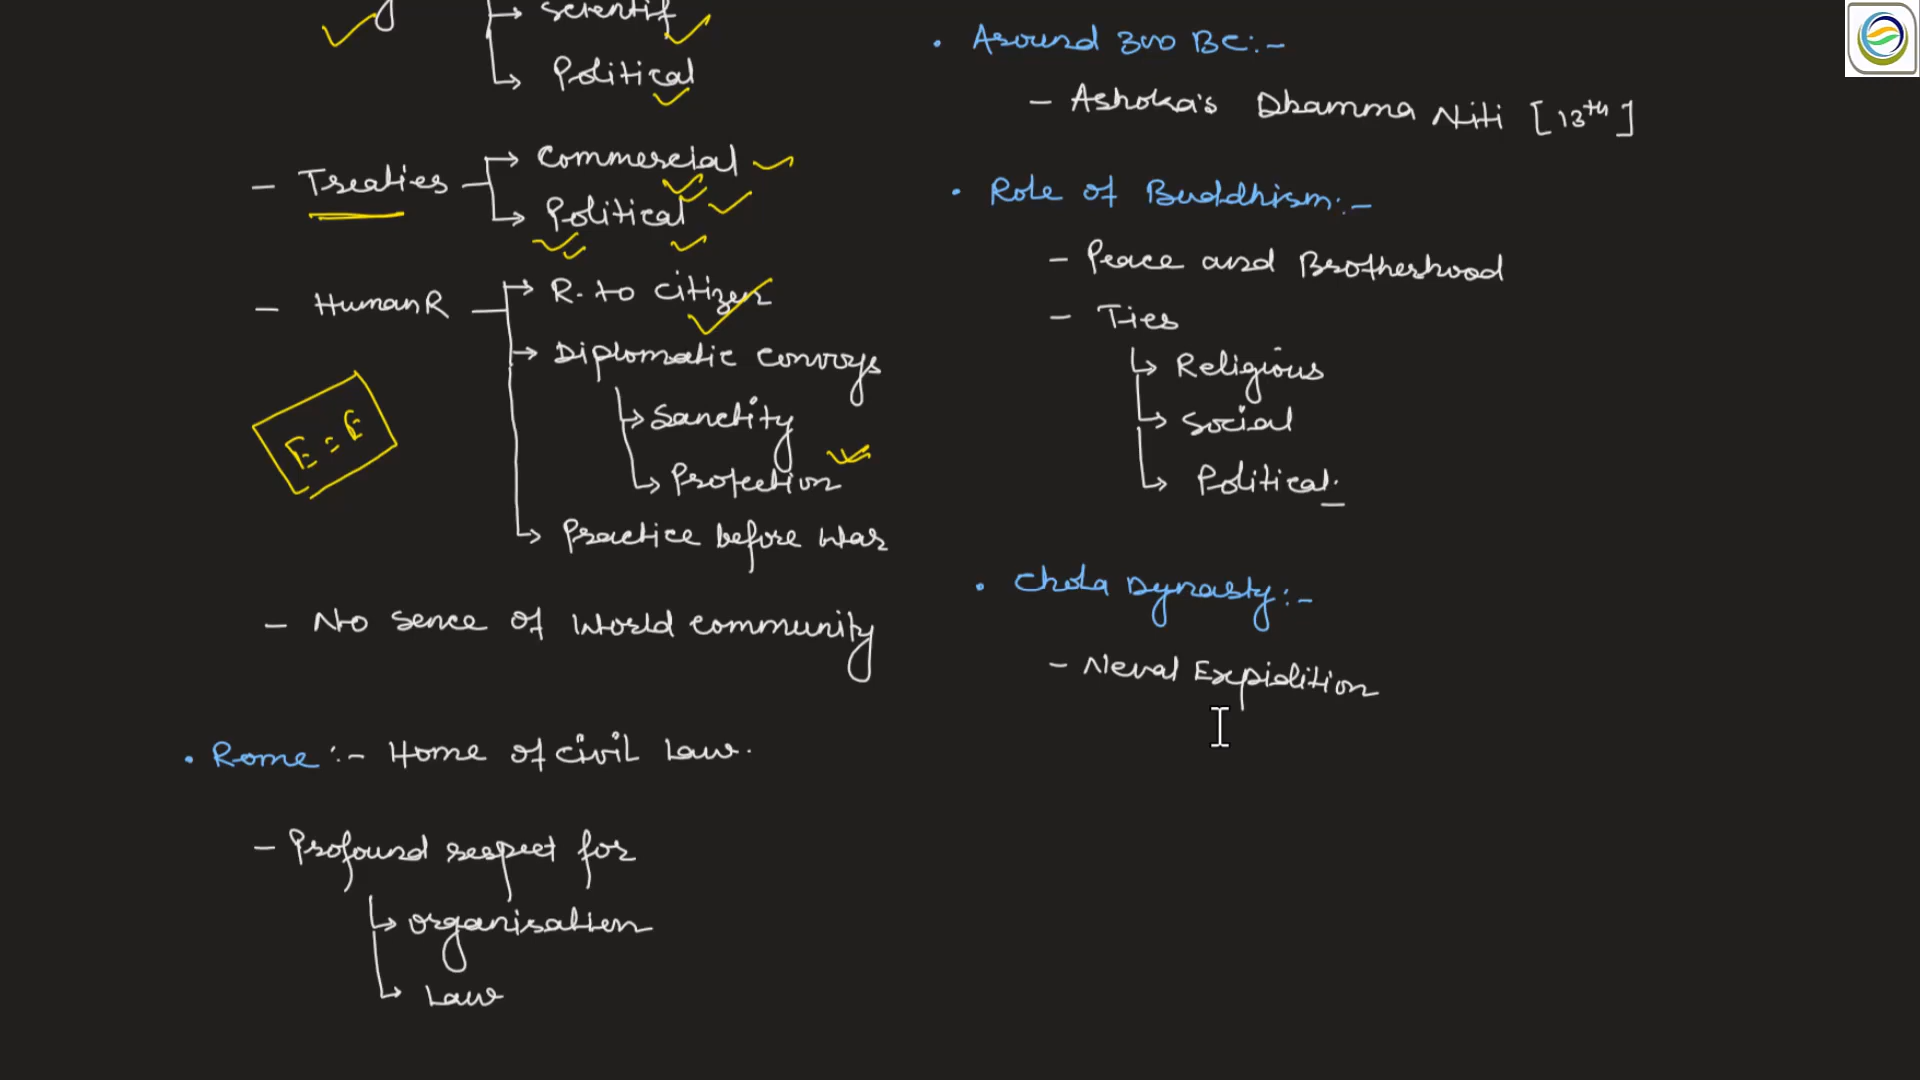 Scientif
Political
- Treaties
Commercial
Political
- Human R
R. to citizen
Diplomatic convoys
Sanctity
Protection
E = E
Practice before war
- No sence of world community
• Rome :- Home of Civil Law.
- Profound respect for
organisation
Law
• Around 300 BC:-
- Ashoka's Dhamma Niti [13th]
• Role of Buddhism:-
- Peace and Brotherhood
- Ties
Religious
Social
Political.
• Chola Dynasty:-
- Neval Expidition